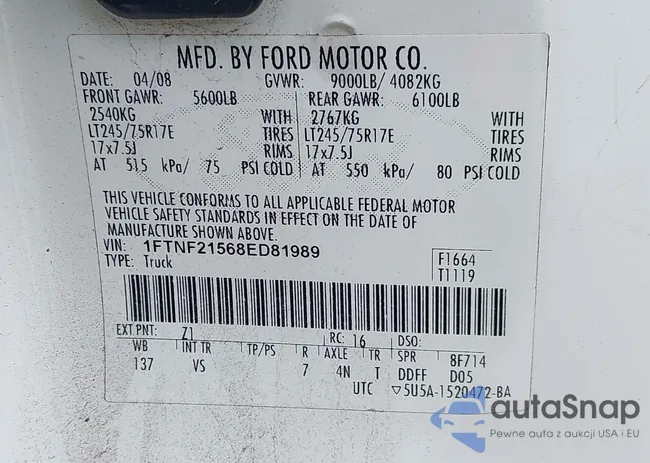 MFD. BY FORD MOTOR CO.
DATE: 04/08 GVWR: 9000LB/ 4082KG
FRONT GAWR: 5600LB REAR GAWR: 6100LB
2540KG WITH 2767KG WITH
LT245/75R17E TIRES LT245/75R17E TIRES
17x7.5J RIMS 17x7.5J RIMS
AT 515 kPa/ 75 PSI COLD AT 550 kPa/ 80 PSI COLD
THIS VEHICLE CONFORMS TO ALL APPLICABLE FEDERAL MOTOR
VEHICLE SAFETY STANDARDS IN EFFECT ON THE DATE OF
MANUFACTURE SHOWN ABOVE.
VIN: 1FTNF21568ED81989 F1664
TYPE: Truck T1119
EXT PNT: Z1 RC: 16 DSO:
WB INT TR TP/PS R AXLE TR SPR 8F714
137 VS 7 4N T DDFF D05
UTC ▽5U5A-1520472-BA
autoSnap
Pewne auta z aukcji USA i EU